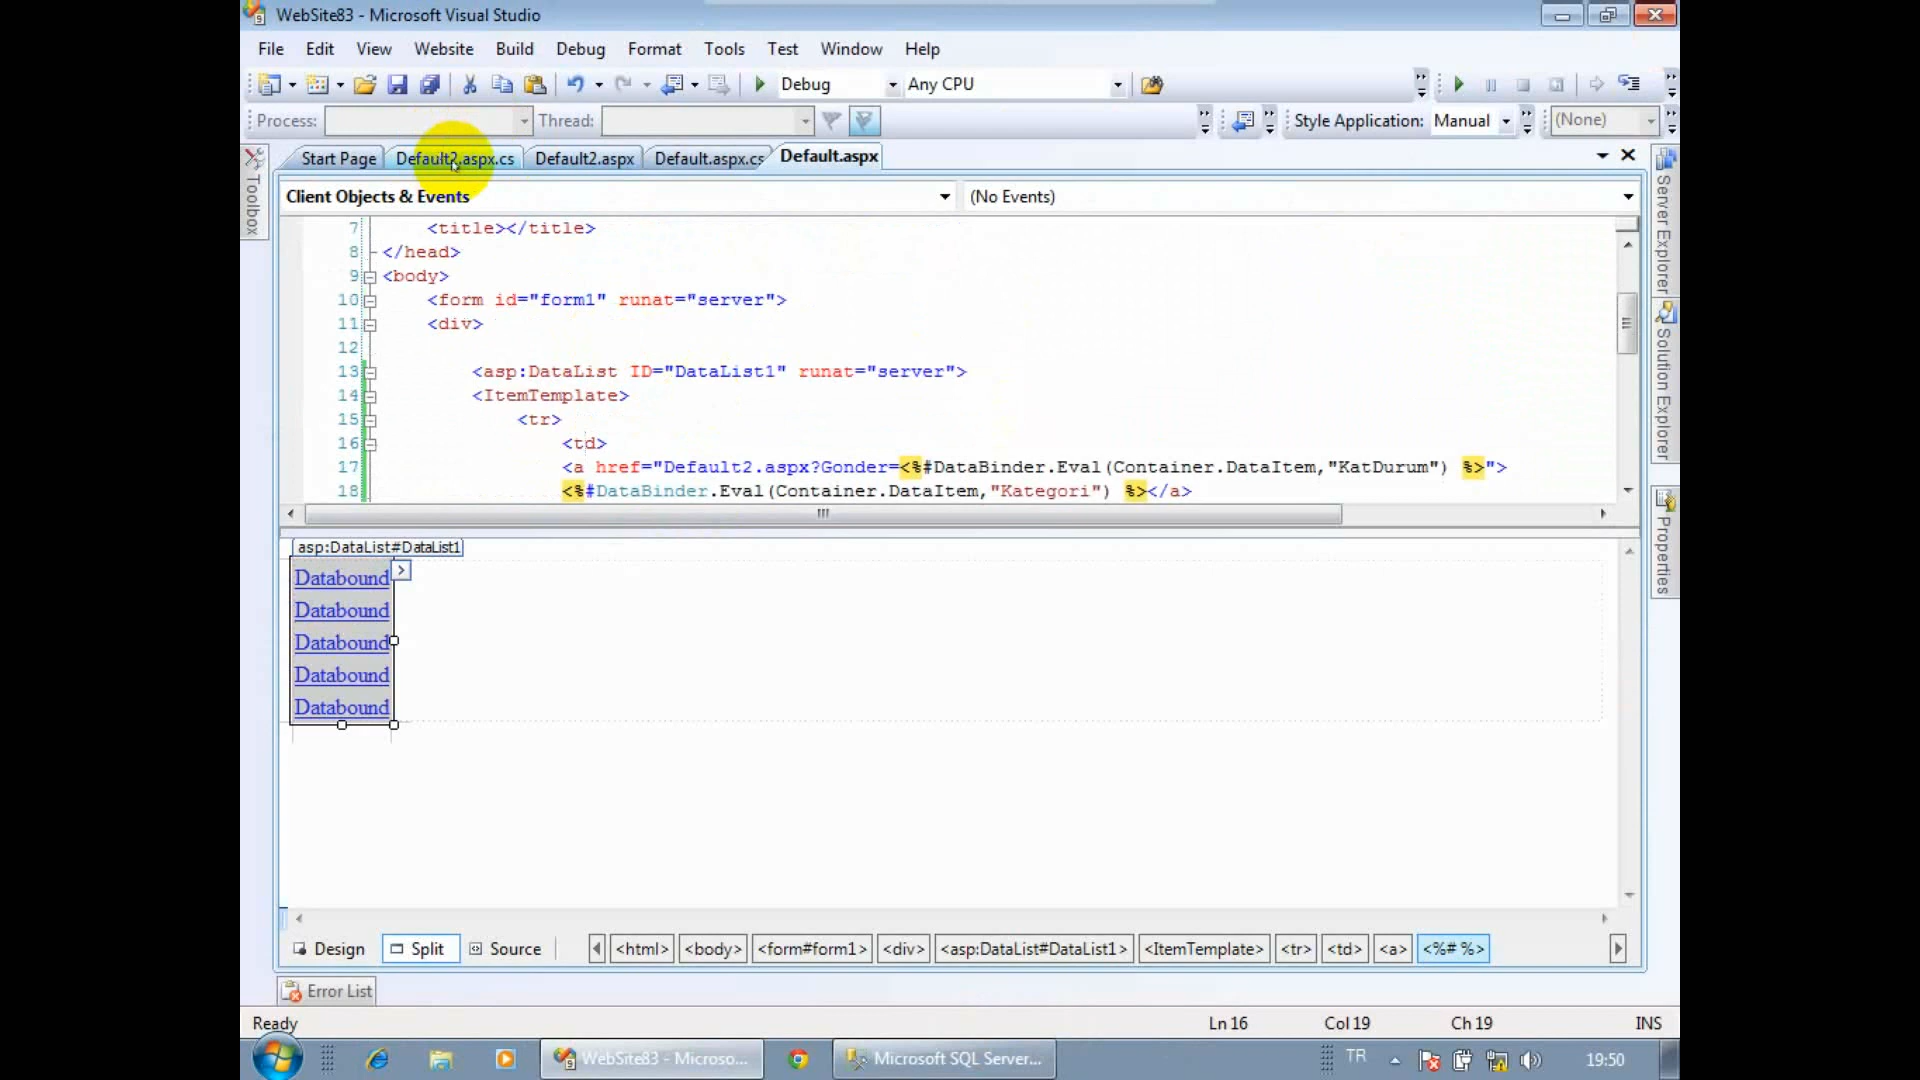 WebSite83 - Microsoft Visual Studio
File Edit View Website Build Debug Format Tools Test Window Help
Debug Any CPU
Process: Thread: Style Application: Manual (None)
Start Page Default2.aspx.cs Default2.aspx Default.aspx.cs Default.aspx
Toolbox
Client Objects & Events (No Events)
7 <title></title>
8 </head>
9 <body>
10 <form id="form1" runat="server">
11 <div>
12
13 <asp:DataList ID="DataList1" runat="server">
14 <ItemTemplate>
15 <tr>
16 <td>
17 <a href="Default2.aspx?Gonder=<%#DataBinder.Eval(Container.DataItem,"KatDurum") %>">
18 <%#DataBinder.Eval(Container.DataItem,"Kategori") %></a>
asp:DataList#DataList1
Databound
Databound
Databound
Databound
Databound
Server Explorer
Solution Explorer
Properties
Design Split Source <html> <body> <form#form1> <div> <asp:DataList#DataList1> <ItemTemplate> <tr> <td> <a> <%# %>
Error List
Ready Ln 16 Col 19 Ch 19 INS
WebSite83 - Microso... Microsoft SQL Server... TR 19:50